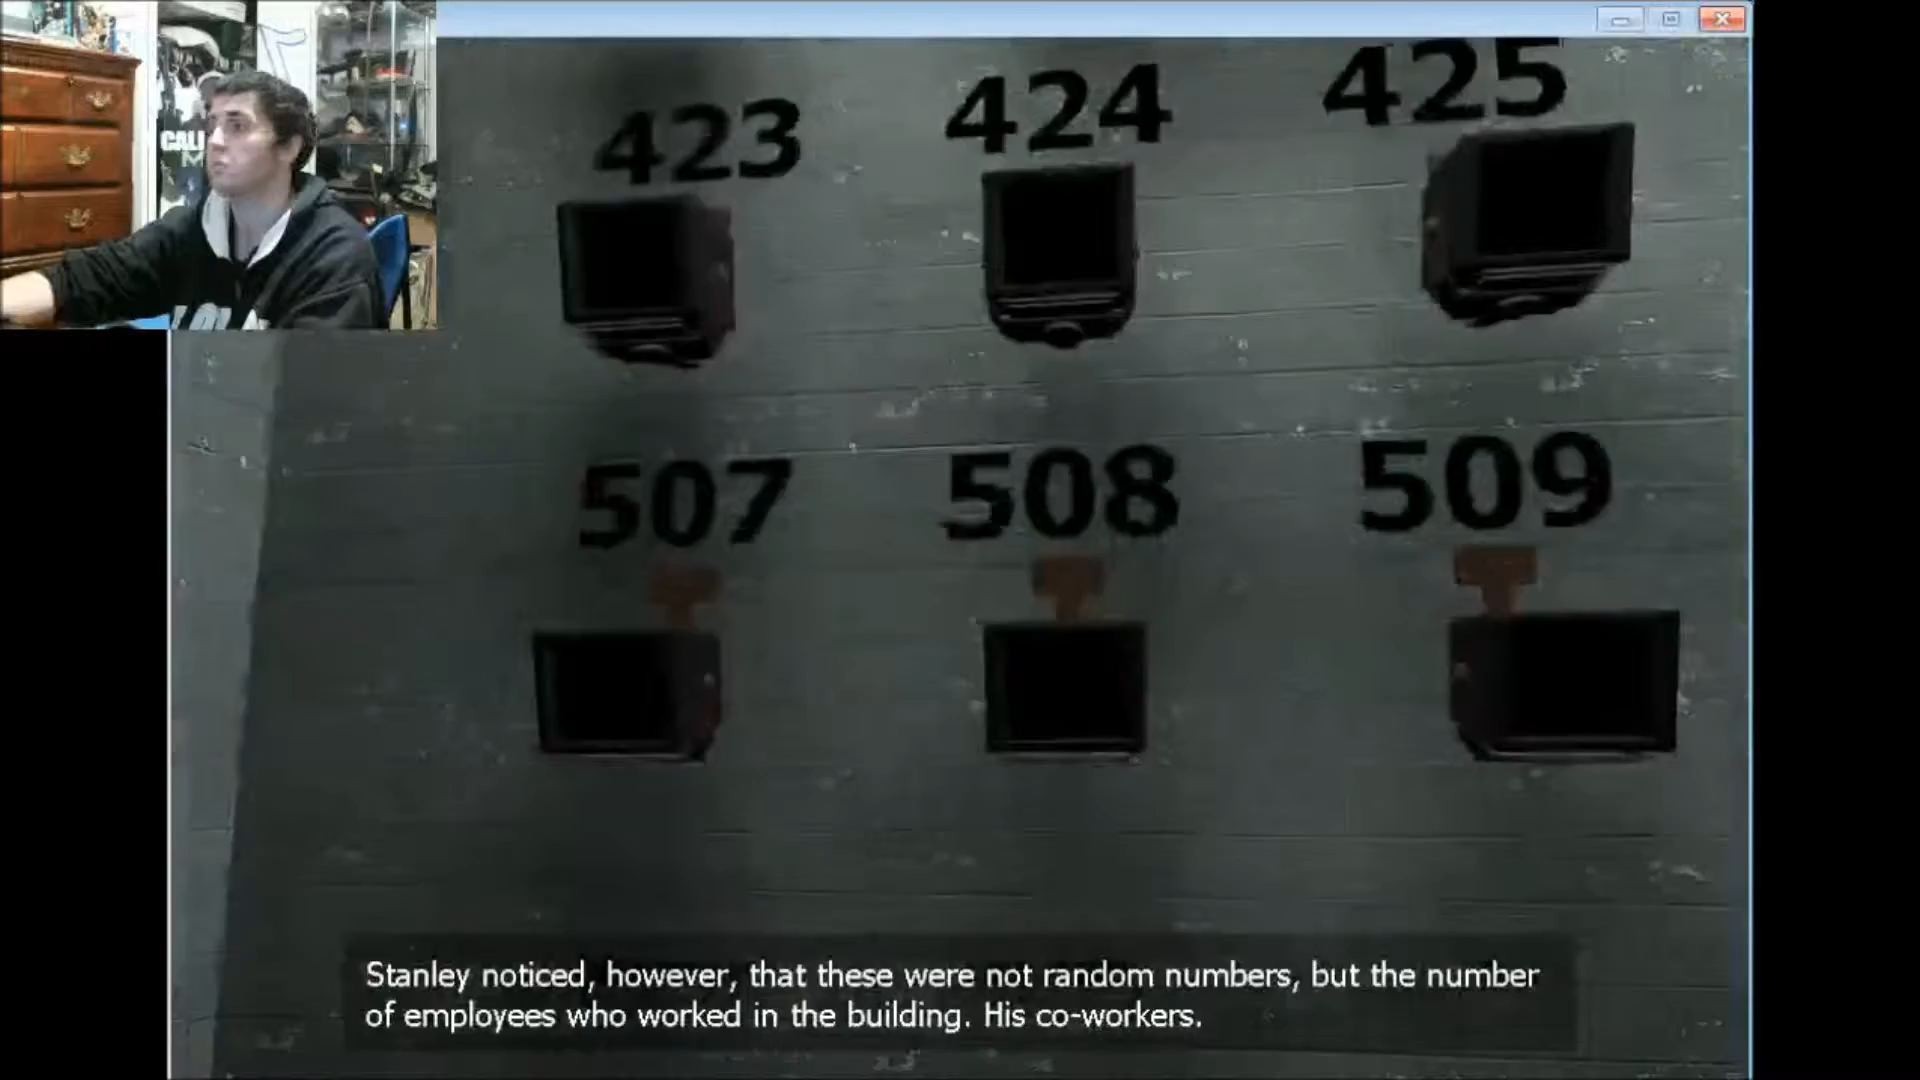 423 424 425
507 508 509
Stanley noticed, however, that these were not random numbers, but the number
of employees who worked in the building. His co-workers.
CALL